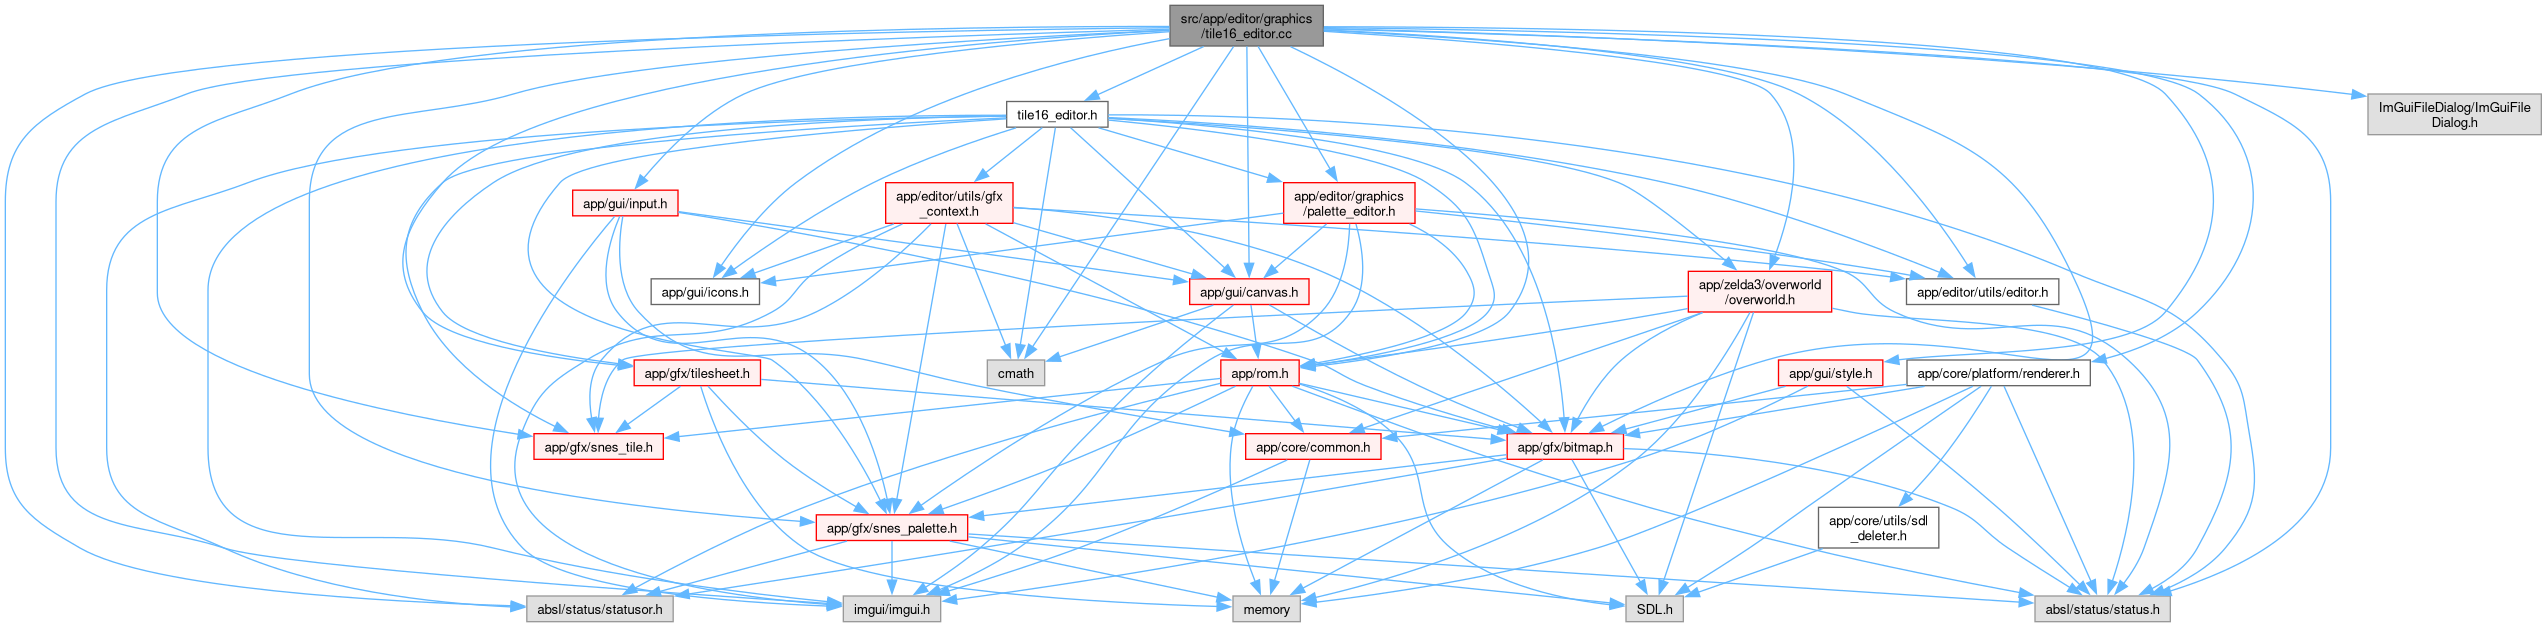 src/app/editor/graphics
/tile16_editor.cc
ImGuiFileDialog/ImGuiFile
Dialog.h
tile16_editor.h
app/gui/input.h
app/editor/utils/gfx
_context.h
app/editor/graphics
/palette_editor.h
app/gui/icons.h
app/gui/canvas.h
app/zelda3/overworld
/overworld.h
app/editor/utils/editor.h
app/gfx/tilesheet.h
cmath
app/rom.h
app/gui/style.h
app/core/platform/renderer.h
app/gfx/snes_tile.h
app/core/common.h
app/gfx/bitmap.h
app/gfx/snes_palette.h
app/core/utils/sdl
_deleter.h
absl/status/statusor.h
imgui/imgui.h
memory
SDL.h
absl/status/status.h